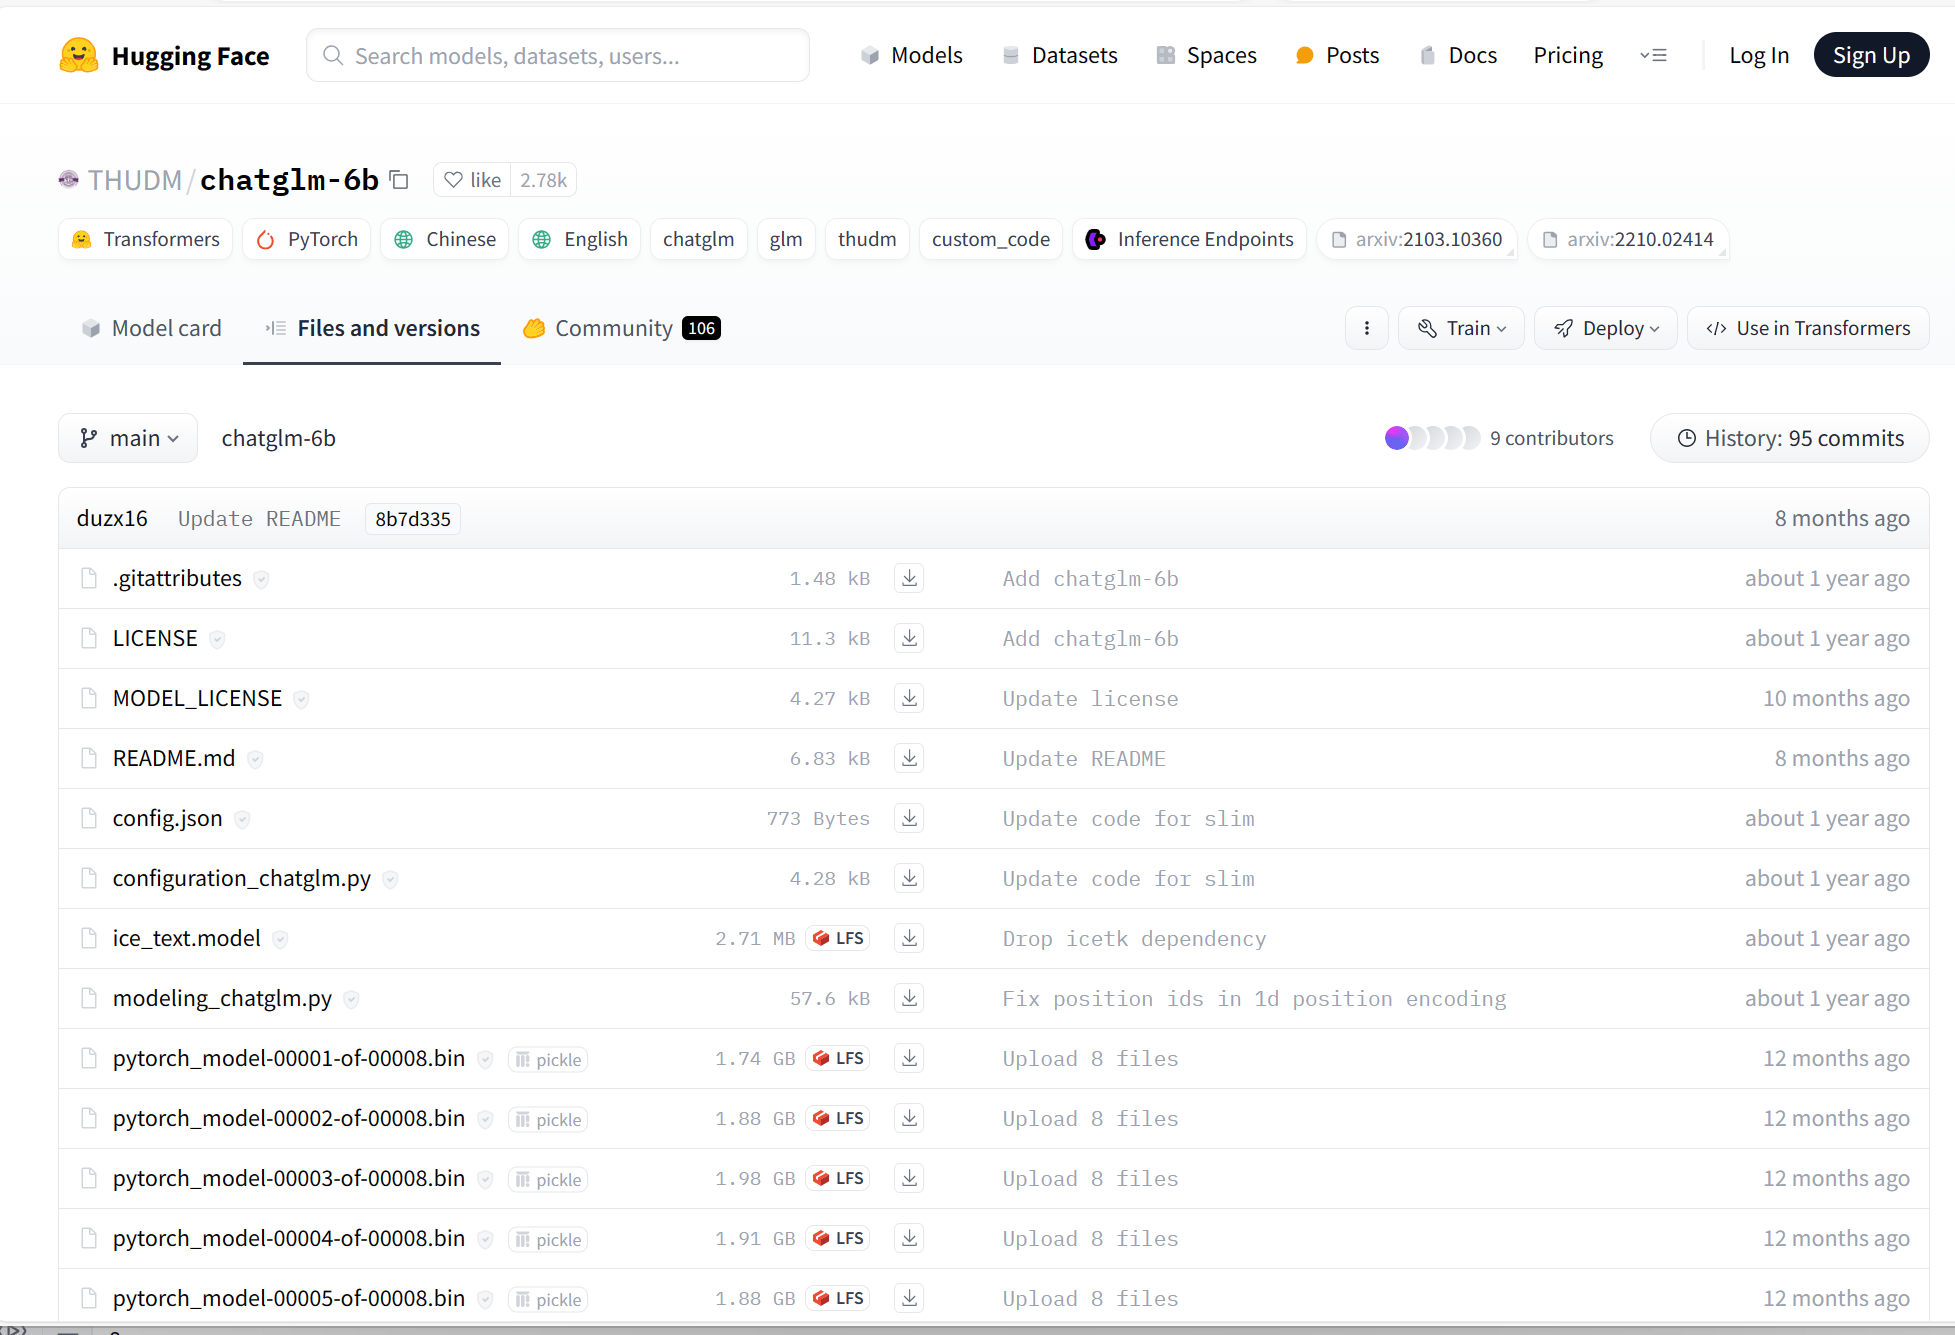 Hugging Face Search models, datasets, users... Models Datasets Spaces Posts Docs Pricing Log In Sign Up
THUDM/chatglm-6b like 2.78k
Transformers PyTorch Chinese English chatglm glm thudm custom_code Inference Endpoints arxiv:2103.10360 arxiv:2210.02414
Model card Files and versions Community 106 Train Deploy </> Use in Transformers
main chatglm-6b 9 contributors History: 95 commits
duzx16 Update README 8b7d335 8 months ago
.gitattributes 1.48 kB Add chatglm-6b about 1 year ago
LICENSE 11.3 kB Add chatglm-6b about 1 year ago
MODEL_LICENSE 4.27 kB Update license 10 months ago
README.md 6.83 kB Update README 8 months ago
config.json 773 Bytes Update code for slim about 1 year ago
configuration_chatglm.py 4.28 kB Update code for slim about 1 year ago
ice_text.model 2.71 MB LFS Drop icetk dependency about 1 year ago
modeling_chatglm.py 57.6 kB Fix position ids in 1d position encoding about 1 year ago
pytorch_model-00001-of-00008.bin pickle 1.74 GB LFS Upload 8 files 12 months ago
pytorch_model-00002-of-00008.bin pickle 1.88 GB LFS Upload 8 files 12 months ago
pytorch_model-00003-of-00008.bin pickle 1.98 GB LFS Upload 8 files 12 months ago
pytorch_model-00004-of-00008.bin pickle 1.91 GB LFS Upload 8 files 12 months ago
pytorch_model-00005-of-00008.bin pickle 1.88 GB LFS Upload 8 files 12 months ago